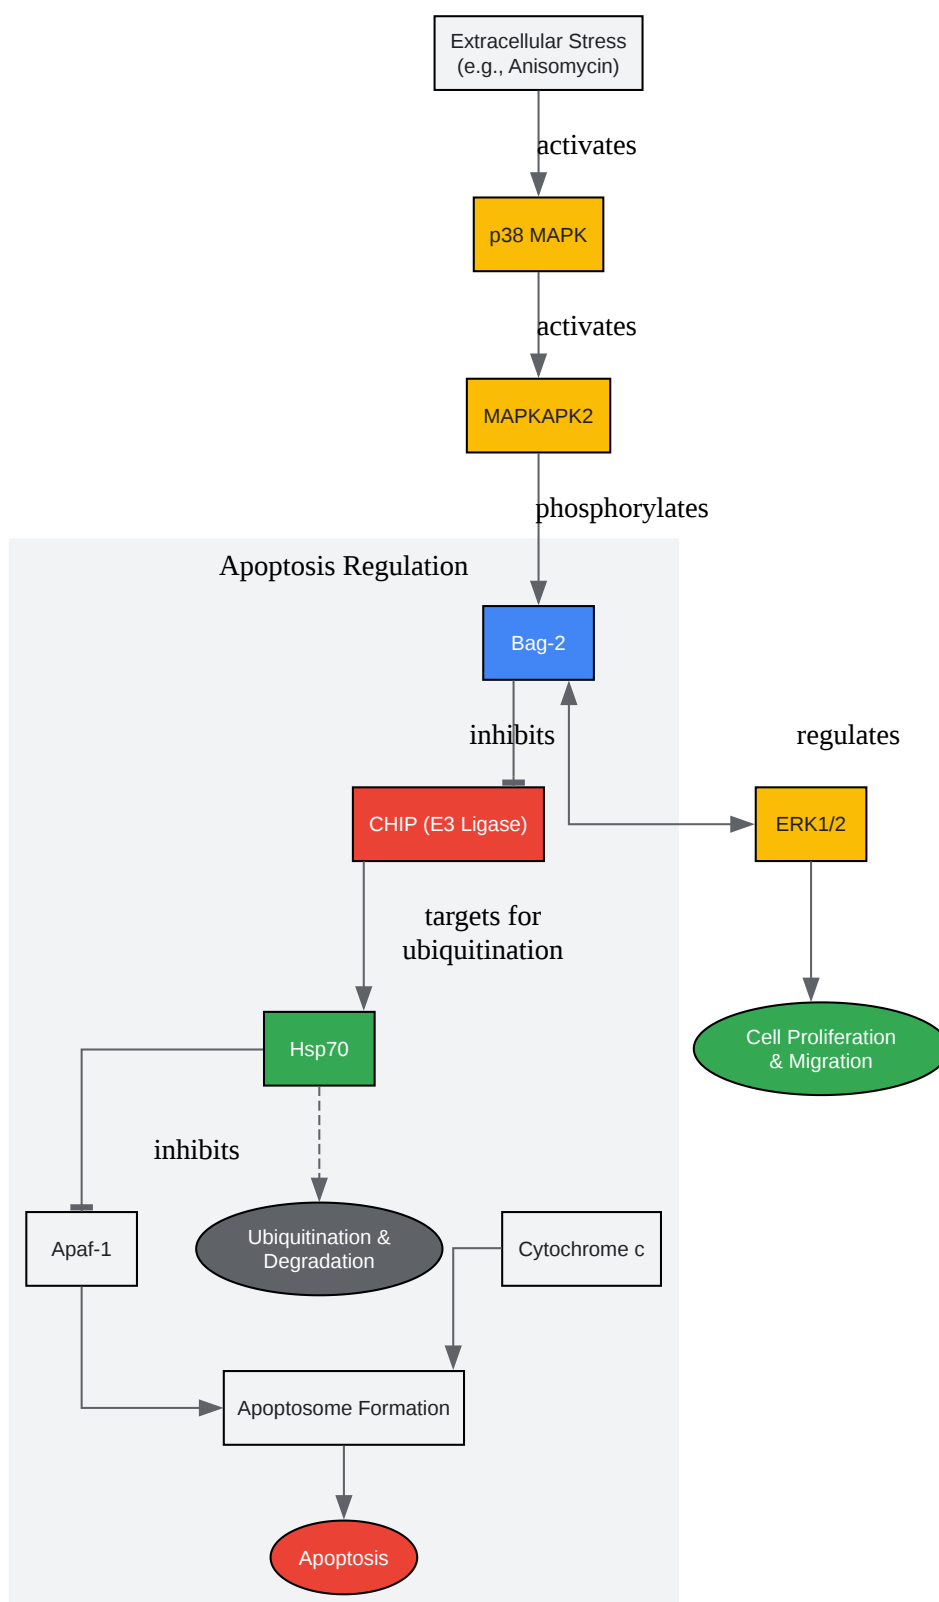 Extracellular Stress
(e.g., Anisomycin)
activates
p38 MAPK
activates
MAPKAPK2
phosphorylates
Apoptosis Regulation
Bag-2
inhibits
regulates
CHIP (E3 Ligase)
ERK1/2
targets for
ubiquitination
Hsp70
Cell Proliferation
& Migration
inhibits
Apaf-1
Ubiquitination &
Degradation
Cytochrome c
Apoptosome Formation
Apoptosis